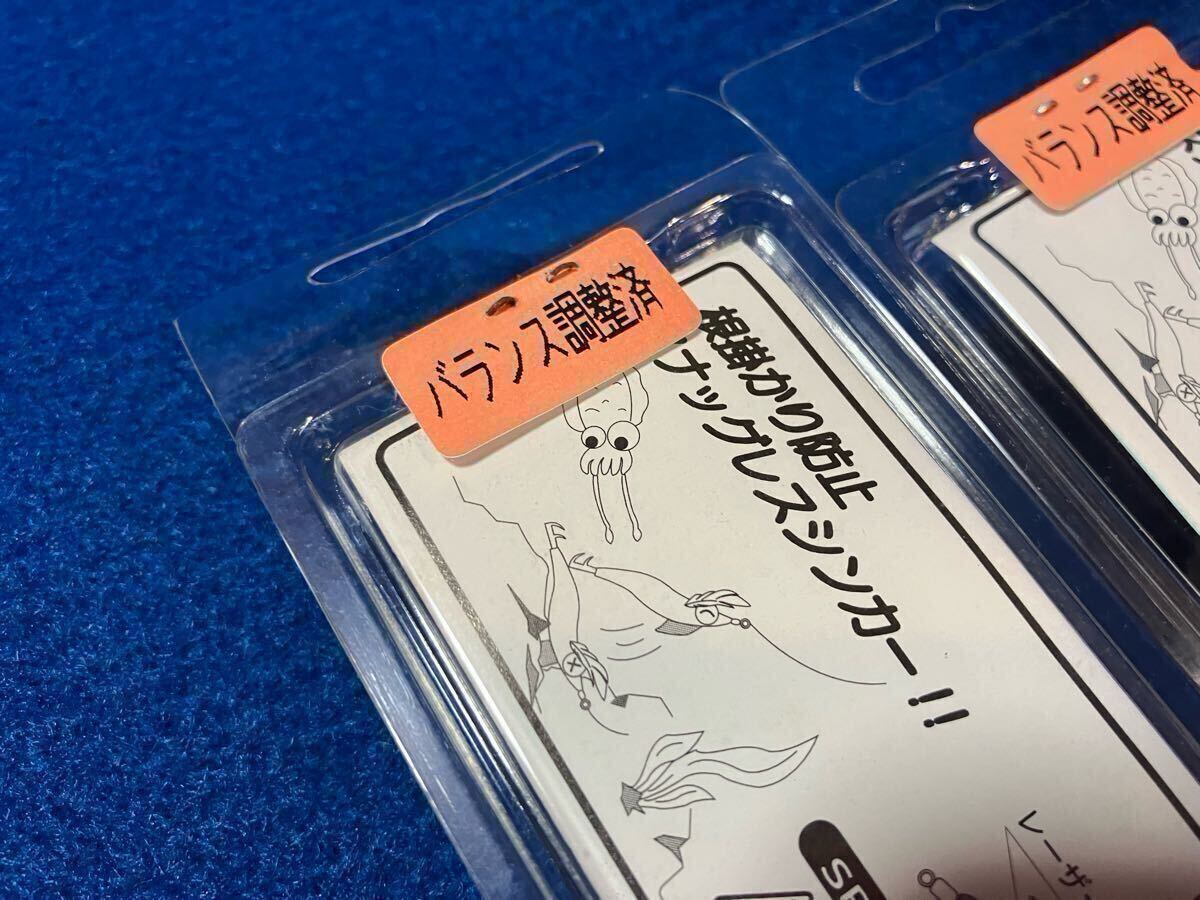 バランス調整済
根掛かり防止
ナッグレスシンカー!!
レーザ
バランス調整済